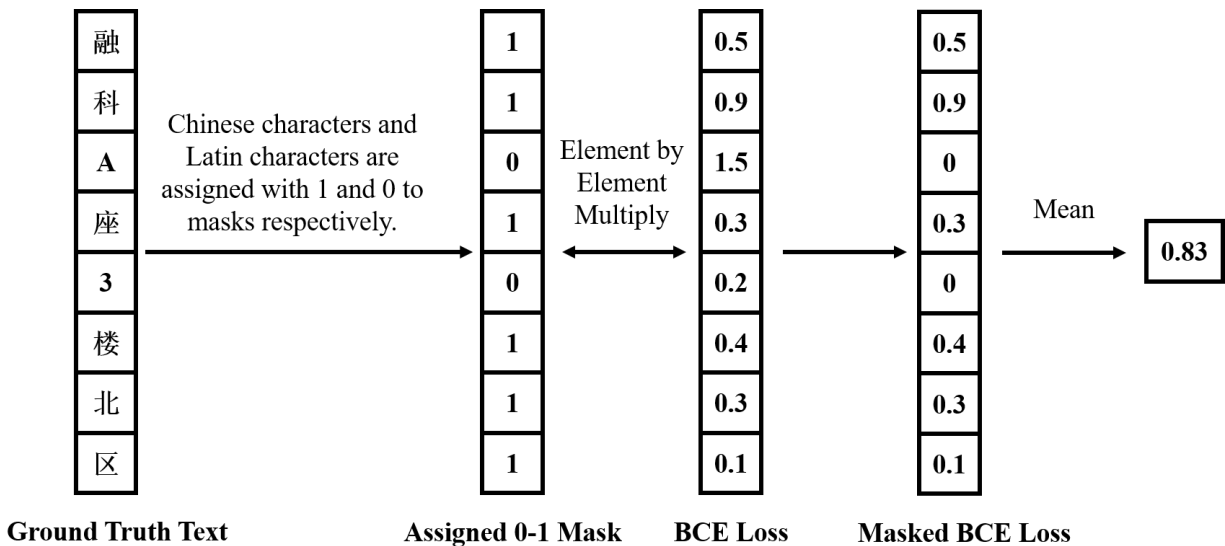 融
科
A
座
3
楼
北
区
Ground Truth Text
Chinese characters and
Latin characters are
assigned with 1 and 0 to
masks respectively.
1
1
0
1
0
1
1
1
Assigned 0-1 Mask
Element by
Element
Multiply
0.5
0.9
1.5
0.3
0.2
0.4
0.3
0.1
BCE Loss
0.5
0.9
0
0.3
0
0.4
0.3
0.1
Masked BCE Loss
Mean
0.83